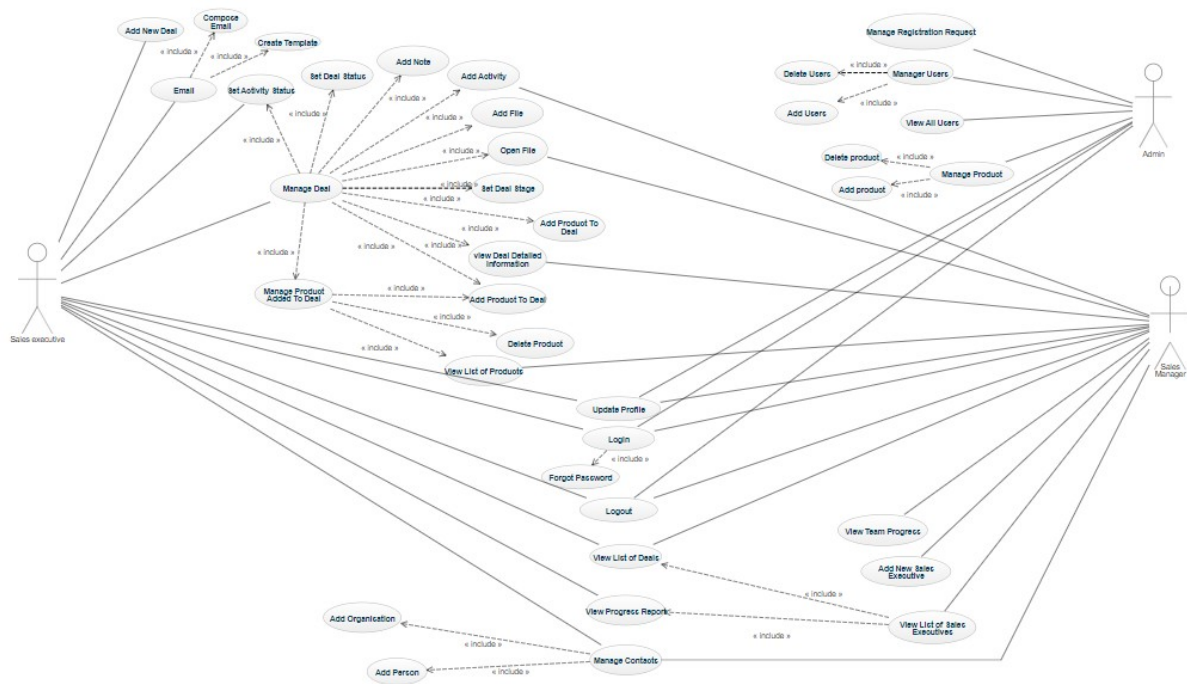 Compose
Email
Add New Deal
« include »
Create Template
« include »
Email
Set Activity Status
Set Deal Status
Add Note
Add Activity
« include »
« include »
« include »
« include »
Add File
« include »
Open File
« include »
Manage Deal
« include »
Set Deal Stage
« include »
Add Product To
Deal
« include »
« include »
view Deal Detailed
Information
« include »
« include »
Manage Product
Added To Deal
« include »
Add Product To Deal
« include »
Delete Product
« include »
View List of Products
Manage Registration Request
Delete Users
« include »
Manager Users
Add Users
« include »
View All Users
Delete product
« include »
Manage Product
Add product
« include »
Admin
Sales executive
Sales
Manager
Update Profile
Login
« include »
Forgot Password
Logout
View Team Progress
View List of Deals
Add New Sales
Executive
« include »
View Progress Report
« include »
View List of Sales
Executives
Add Organisation
« include »
Manage Contacts
Add Person
« include »